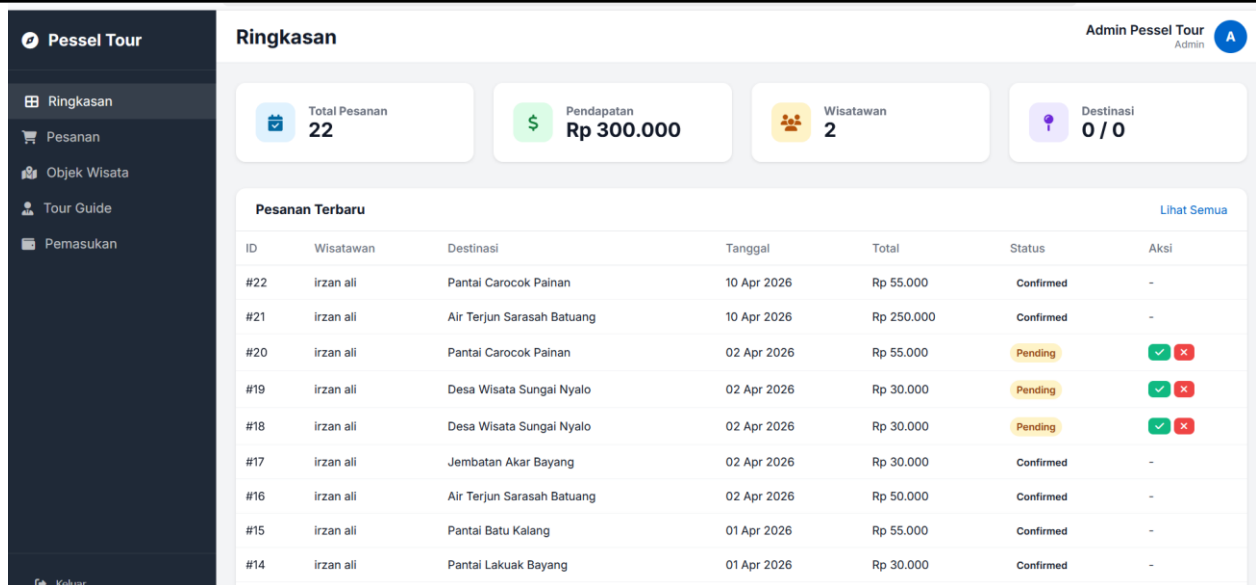 Pessel Tour
Ringkasan
Pesanan
Objek Wisata
Tour Guide
Pemasukan
Keluar
Ringkasan
Admin Pessel Tour
Admin
A
Total Pesanan
22
Pendapatan
Rp 300.000
Wisatawan
2
Destinasi
0 / 0
Pesanan Terbaru
Lihat Semua
ID Wisatawan Destinasi Tanggal Total Status Aksi
#22 irzan ali Pantai Carocok Painan 10 Apr 2026 Rp 55.000 Confirmed -
#21 irzan ali Air Terjun Sarasah Batuang 10 Apr 2026 Rp 250.000 Confirmed -
#20 irzan ali Pantai Carocok Painan 02 Apr 2026 Rp 55.000 Pending
#19 irzan ali Desa Wisata Sungai Nyalo 02 Apr 2026 Rp 30.000 Pending
#18 irzan ali Desa Wisata Sungai Nyalo 02 Apr 2026 Rp 30.000 Pending
#17 irzan ali Jembatan Akar Bayang 02 Apr 2026 Rp 30.000 Confirmed -
#16 irzan ali Air Terjun Sarasah Batuang 02 Apr 2026 Rp 50.000 Confirmed -
#15 irzan ali Pantai Batu Kalang 01 Apr 2026 Rp 55.000 Confirmed -
#14 irzan ali Pantai Lakuak Bayang 01 Apr 2026 Rp 30.000 Confirmed -